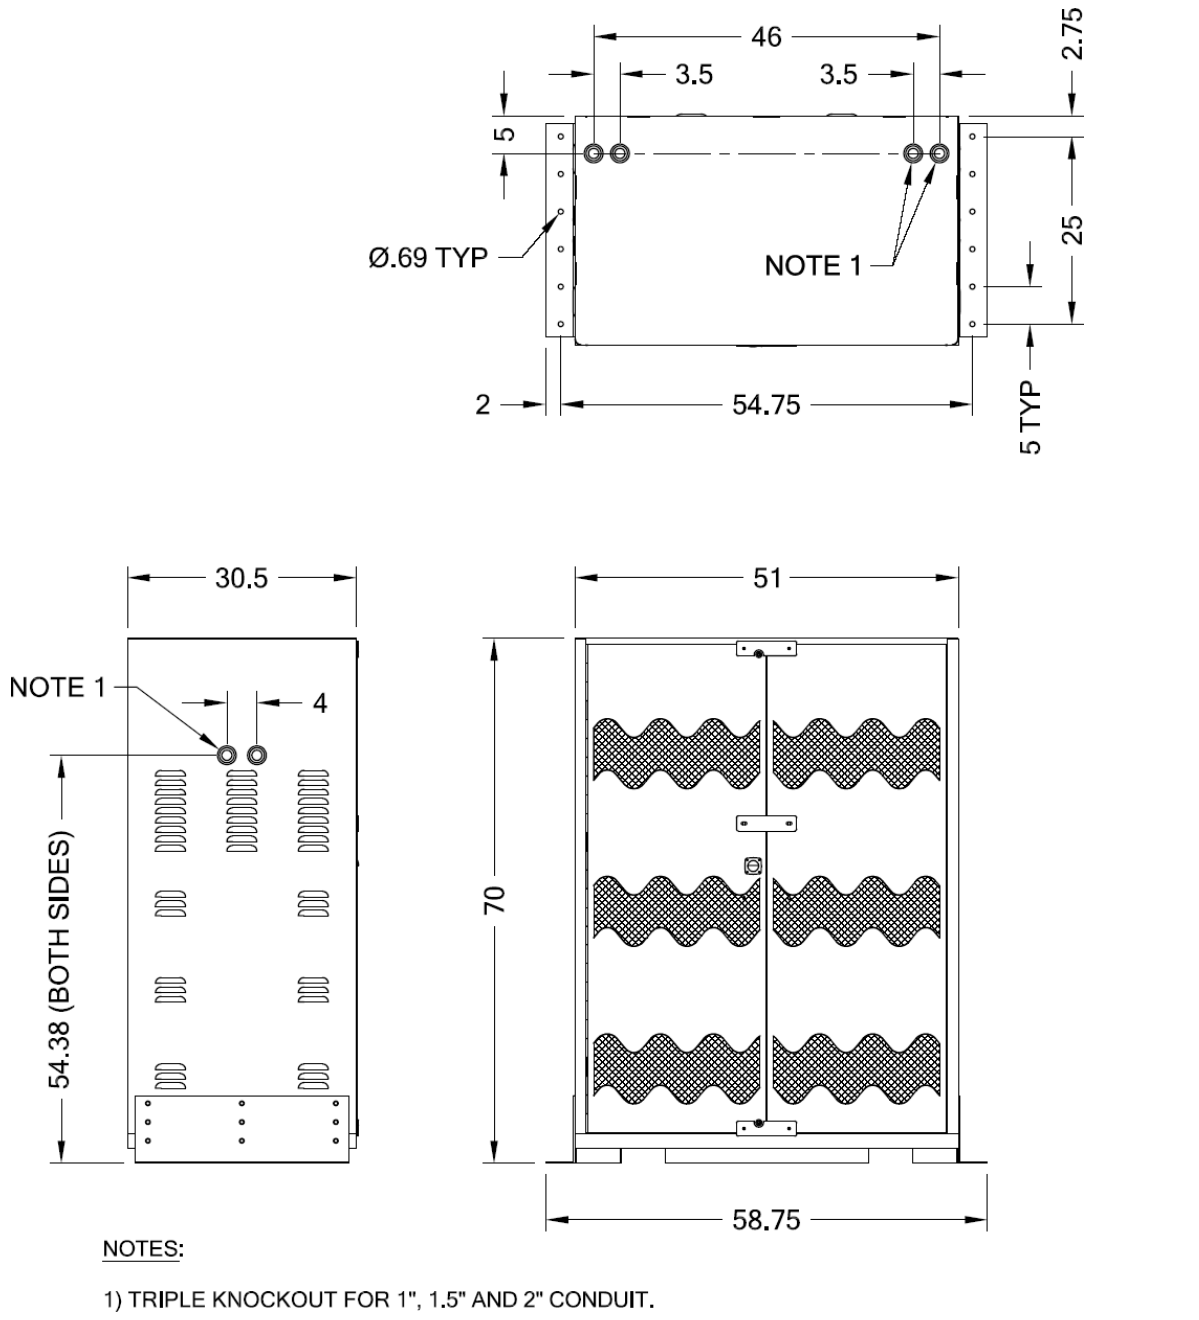 46
2.75
3.5
3.5
5
Ø.69 TYP
NOTE 1
25
2
54.75
5 TYP
30.5
51
NOTE 1
4
54.38 (BOTH SIDES)
70
58.75
NOTES:
1) TRIPLE KNOCKOUT FOR 1", 1.5" AND 2" CONDUIT.